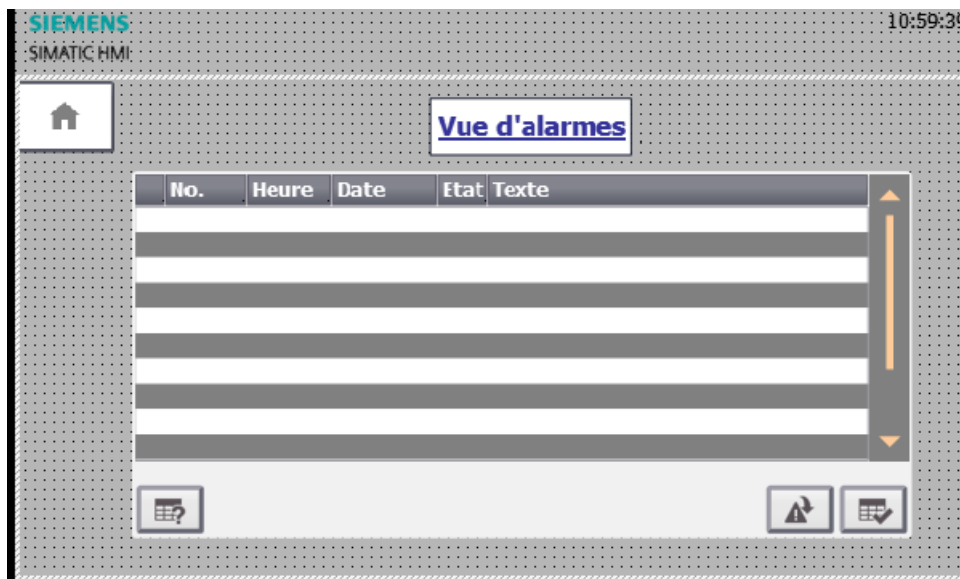 SIEMENS
10:59:39
SIMATIC HMI
Vue d'alarmes
No. Heure Date Etat Texte